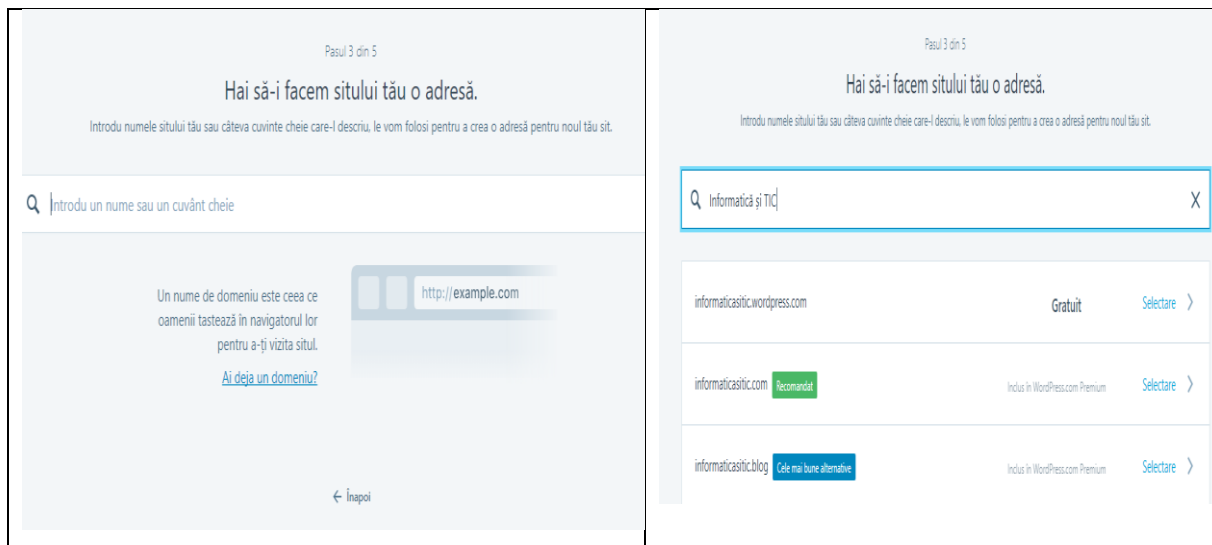 Pasul 3 din 5
Hai să-i facem sitului tău o adresă.
Introdu numele sitului tău sau câteva cuvinte cheie care-l descriu, le vom folosi pentru a crea o adresă pentru noul tău sit.
Introdu un nume sau un cuvânt cheie
Un nume de domeniu este ceea ce
oamenii tastează în navigatorul lor
pentru a-ți vizita situl.
Ai deja un domeniu?
http://example.com
← Înapoi
Pasul 3 din 5
Hai să-i facem sitului tău o adresă.
Introdu numele sitului tău sau câteva cuvinte cheie care-l descriu, le vom folosi pentru a crea o adresă pentru noul tău sit.
Informatică și TIC
informaticasitic.wordpress.com Gratuit Selectare
informaticasitic.com Recomandat Inclus în WordPress.com Premium Selectare
informaticasitic.blog Cele mai bune alternative Inclus în WordPress.com Premium Selectare